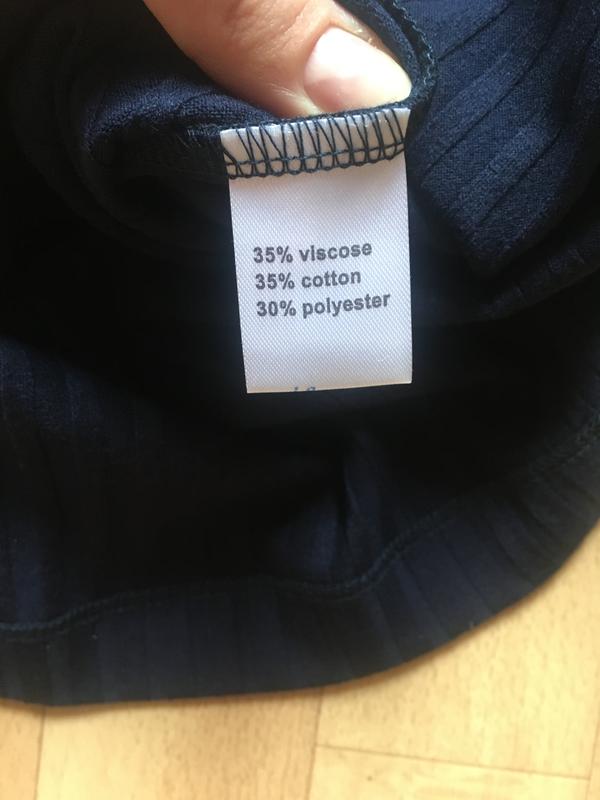 35% viscose
35% cotton
30% polyester